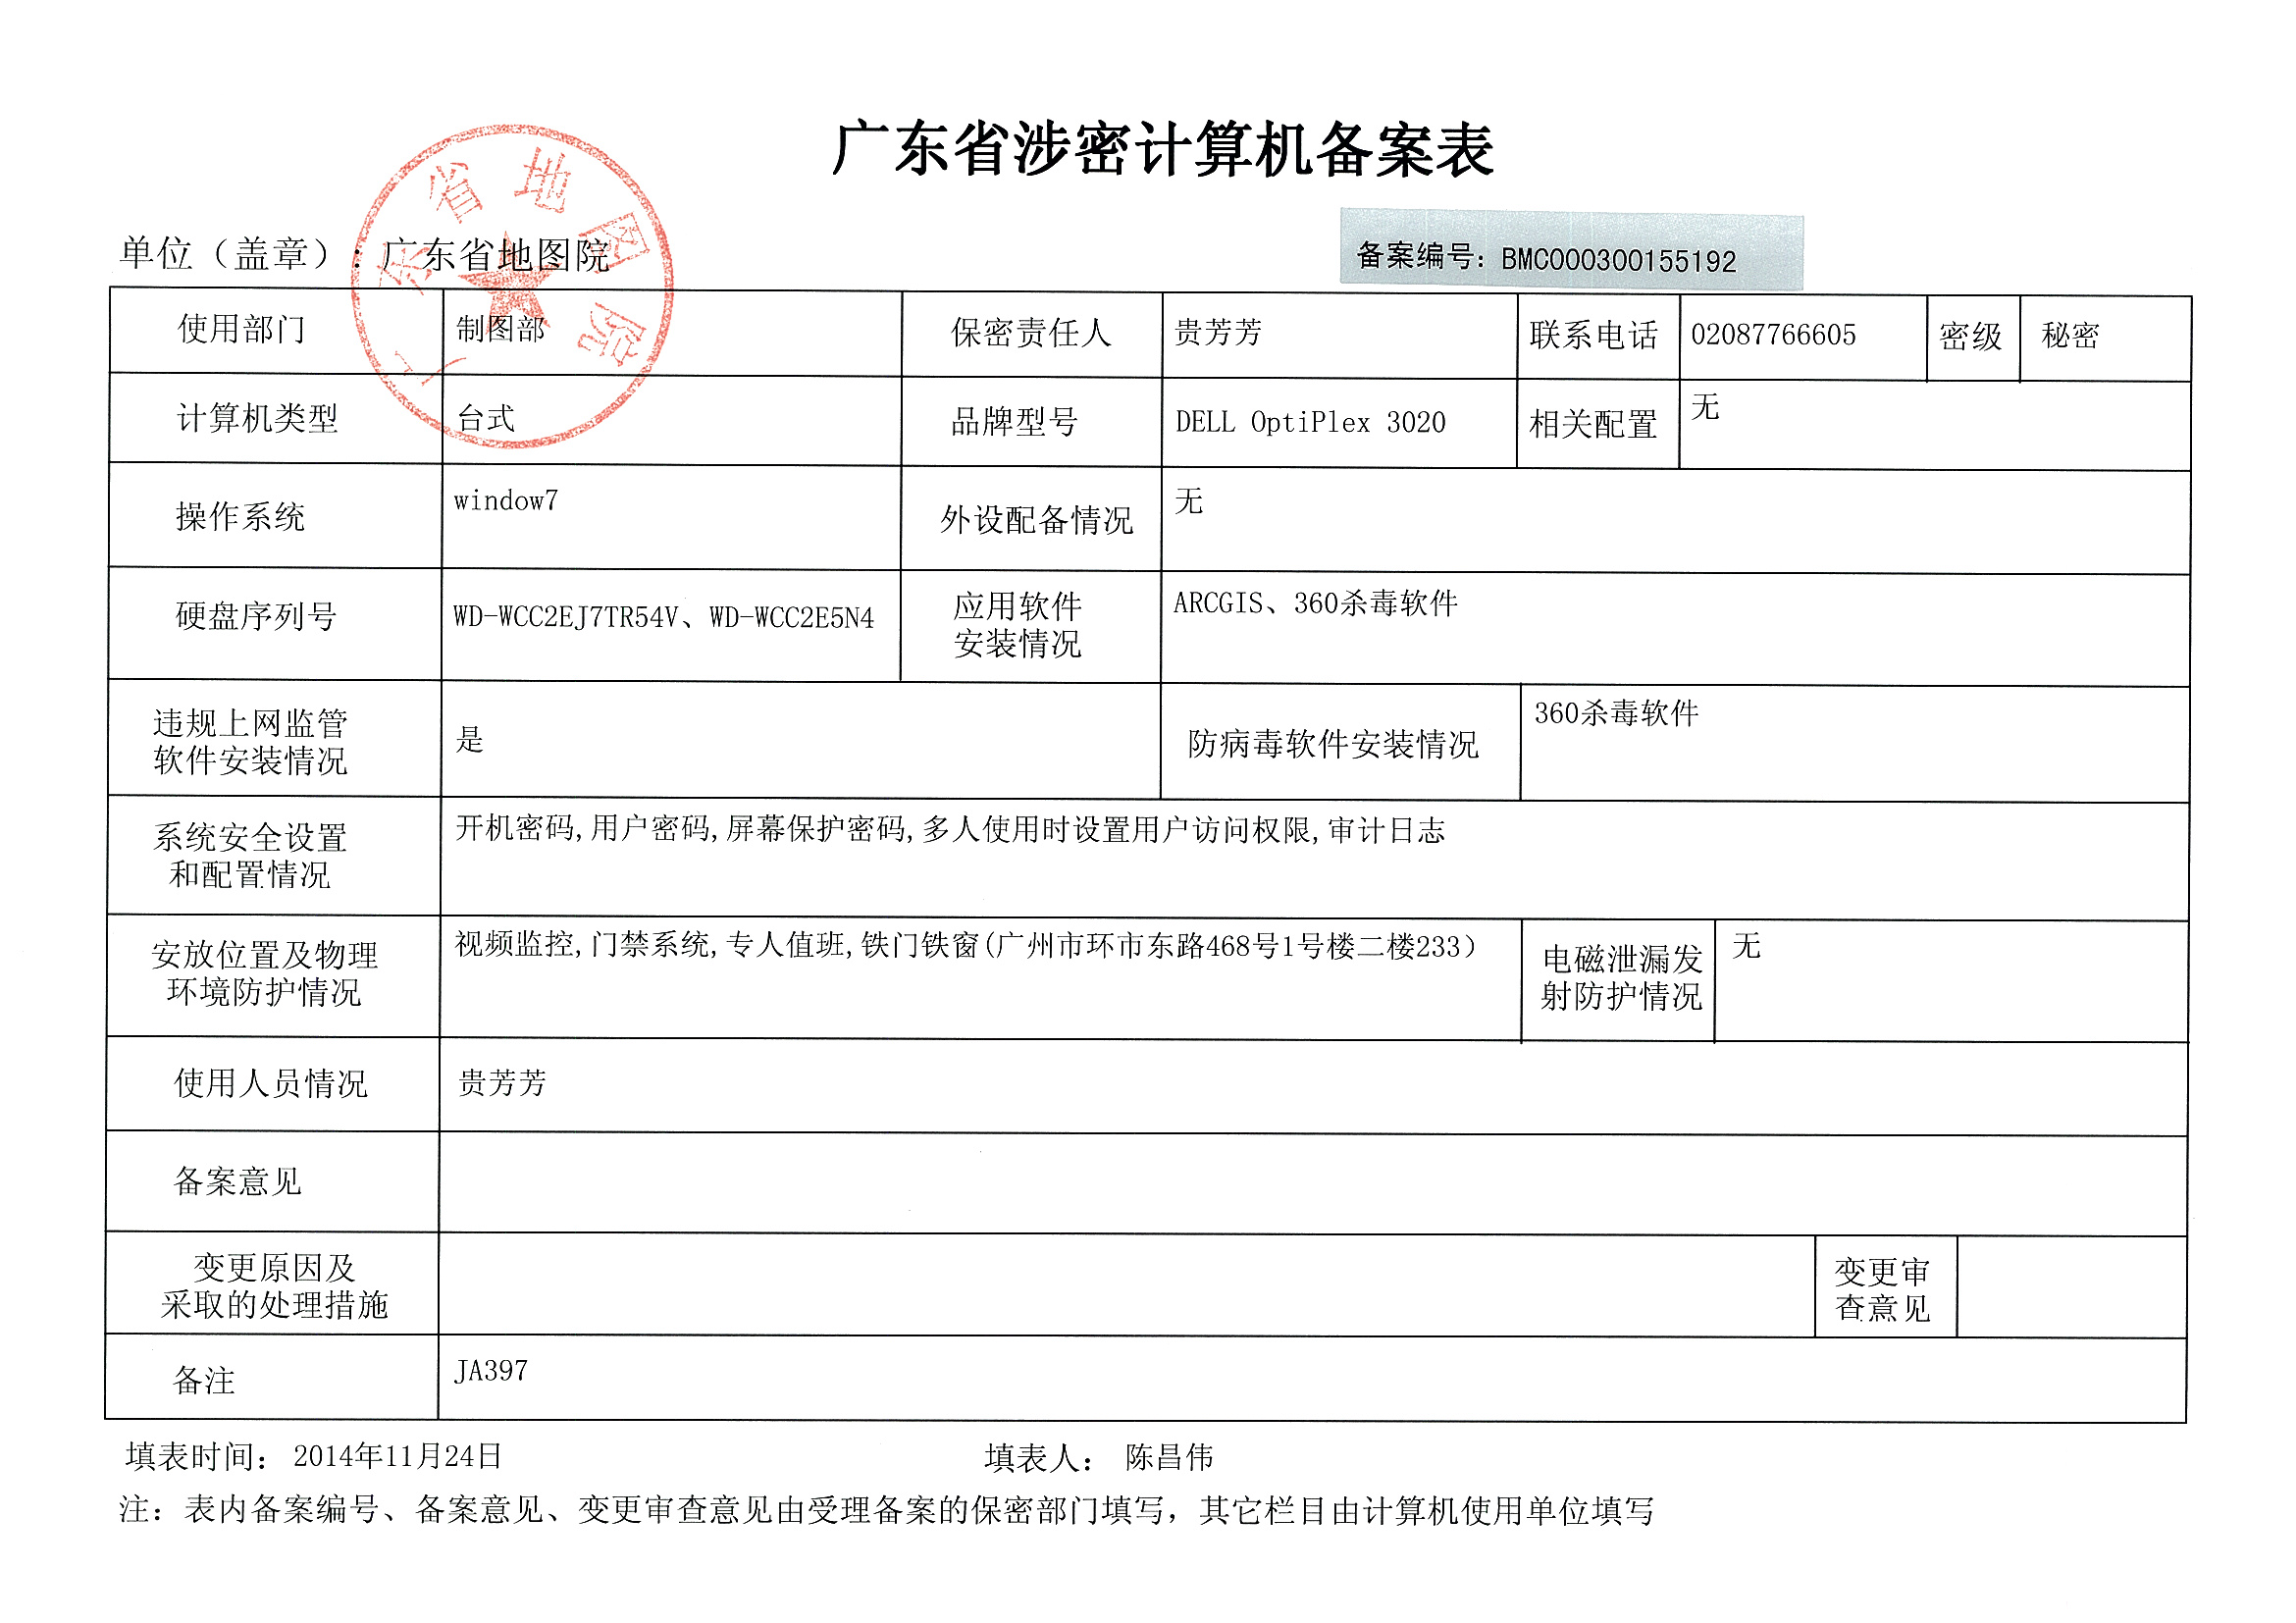 广东省涉密计算机备案表
单位（盖章）：广东省地图院
备案编号：BMC000300155192
广东省地图院
使用部门 制图部 保密责任人 贵芳芳 联系电话 02087766605 密级 秘密
计算机类型 台式 品牌型号 DELL OptiPlex 3020 相关配置 无
操作系统 window7 外设配备情况 无
硬盘序列号 WD-WCC2EJ7TR54V、WD-WCC2E5N4 应用软件 ARCGIS、360杀毒软件
安装情况
违规上网监管 是 防病毒软件安装情况 360杀毒软件
软件安装情况
系统安全设置 开机密码,用户密码,屏幕保护密码,多人使用时设置用户访问权限,审计日志
和配置情况
安放位置及物理 视频监控,门禁系统,专人值班,铁门铁窗(广州市环市东路468号1号楼二楼233） 电磁泄漏发 无
环境防护情况 射防护情况
使用人员情况 贵芳芳
备案意见
变更原因及 变更审
采取的处理措施 查意见
备注 JA397
填表时间： 2014年11月24日 填表人： 陈昌伟
注：表内备案编号、备案意见、变更审查意见由受理备案的保密部门填写，其它栏目由计算机使用单位填写